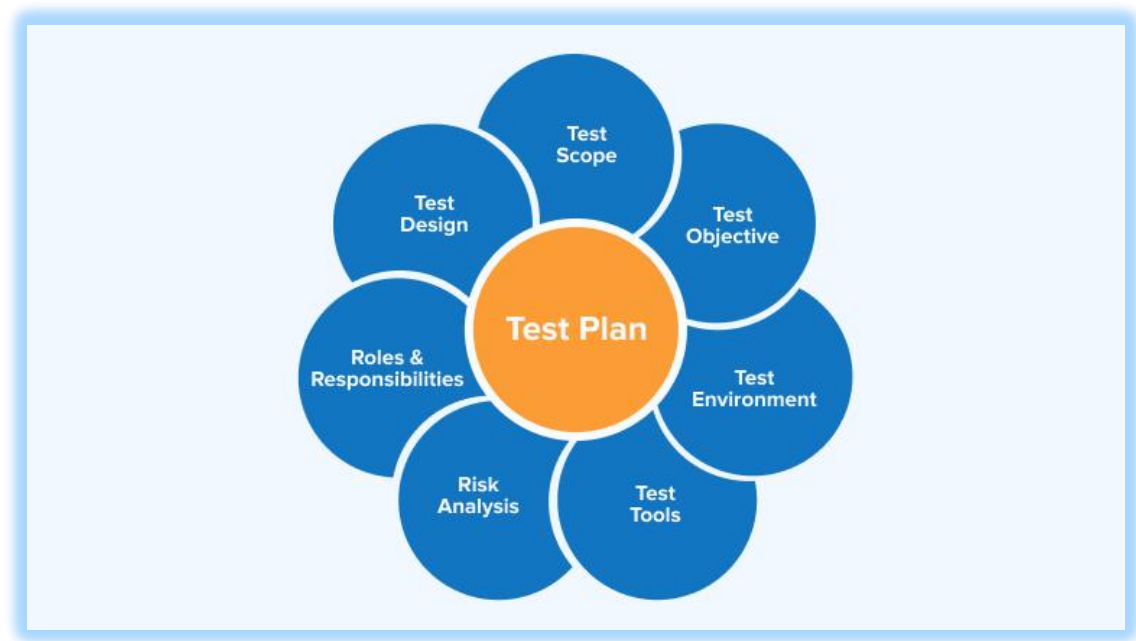 Test
Scope
Test
Objective
Test
Environment
Test
Tools
Risk
Analysis
Roles &
Responsibilities
Test
Design
Test Plan